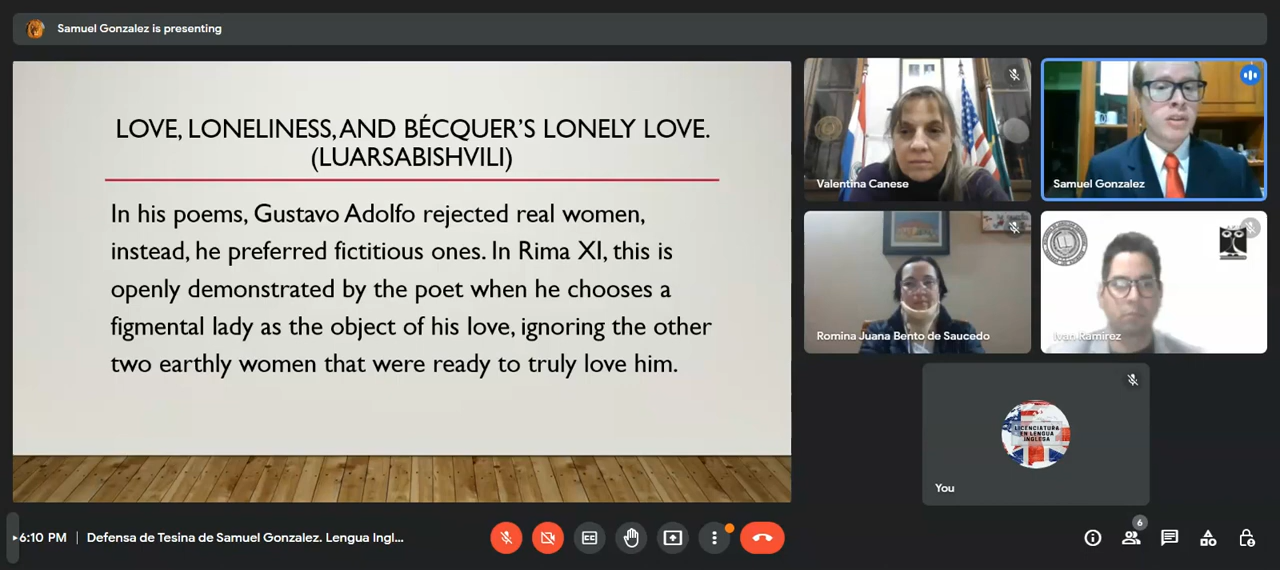 Samuel Gonzalez is presenting
LOVE, LONELINESS, AND BÉCQUER'S LONELY LOVE.
(LUARSABISHVILI)
In his poems, Gustavo Adolfo rejected real women,
instead, he preferred fictitious ones. In Rima XI, this is
openly demonstrated by the poet when he chooses a
figmental lady as the object of his love, ignoring the other
two earthly women that were ready to truly love him.
Valentina Canese
Samuel Gonzalez
Romina Juana Bento de Saucedo
Ivan Ramirez
LICENCIATURA
EN LENGUA
INGLESA
You
6:10 PM | Defensa de Tesina de Samuel Gonzalez. Lengua Ingl...
CC
6